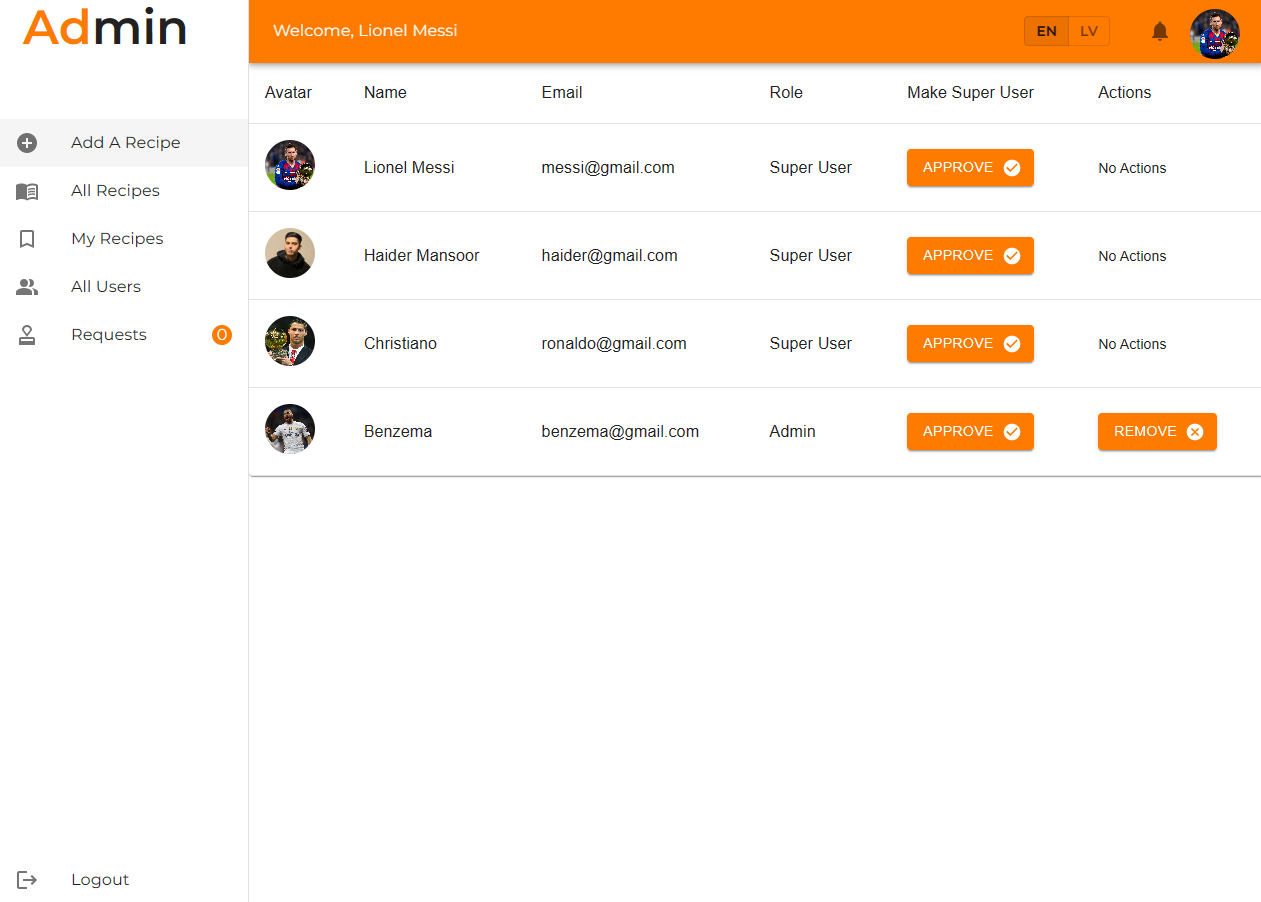 Admin
Welcome, Lionel Messi
EN LV
Add A Recipe
All Recipes
My Recipes
All Users
Requests 0
Logout
Avatar Name Email Role Make Super User Actions
Lionel Messi messi@gmail.com Super User APPROVE No Actions
Haider Mansoor haider@gmail.com Super User APPROVE No Actions
Christiano ronaldo@gmail.com Super User APPROVE No Actions
Benzema benzema@gmail.com Admin APPROVE REMOVE